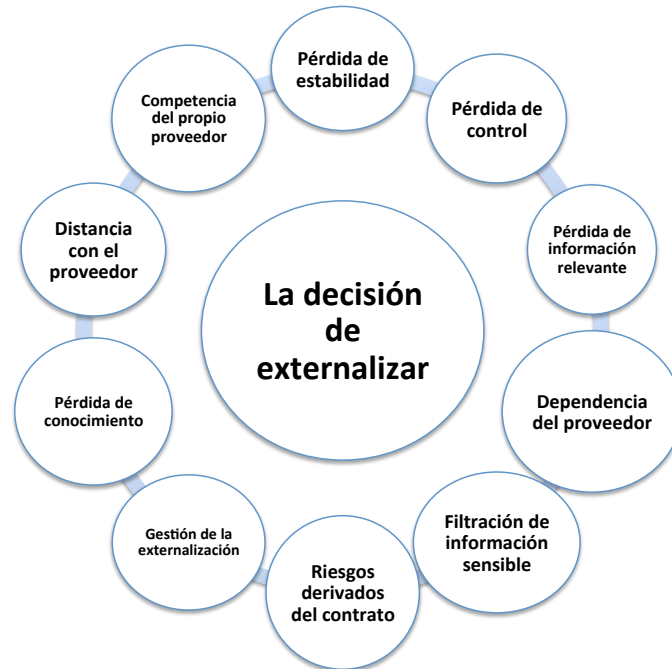 Pérdida de
estabilidad
Pérdida de
control
Pérdida de
información
relevante
Dependencia
del proveedor
Filtración de
información
sensible
Riesgos
derivados
del contrato
Gestión de la
externalización
Pérdida de
conocimiento
Distancia
con el
proveedor
Competencia
del propio
proveedor
La decisión
de
externalizar